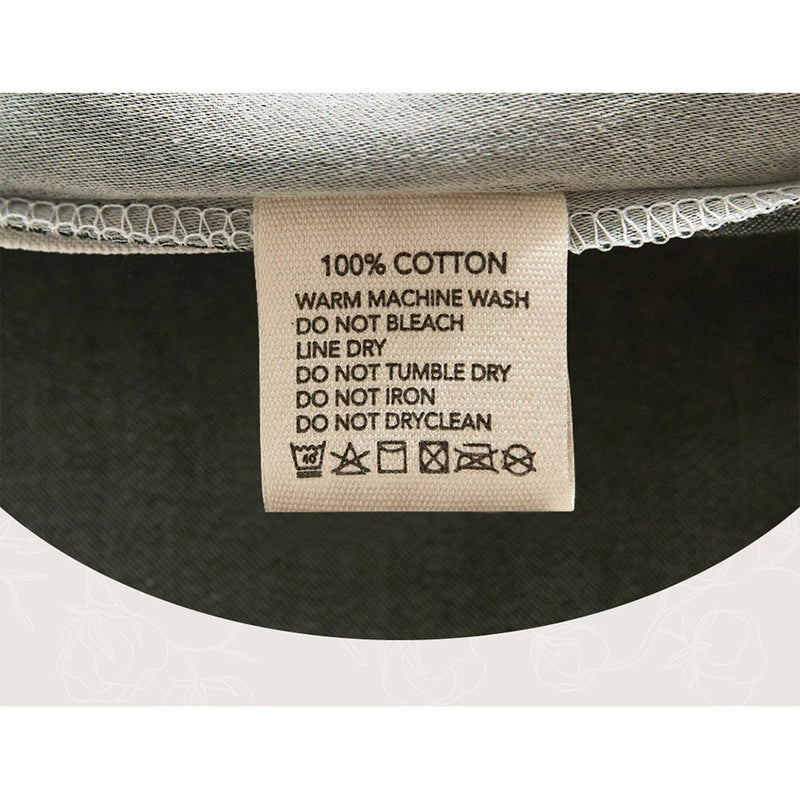 100% COTTON
WARM MACHINE WASH
DO NOT BLEACH
LINE DRY
DO NOT TUMBLE DRY
DO NOT IRON
DO NOT DRYCLEAN
40°